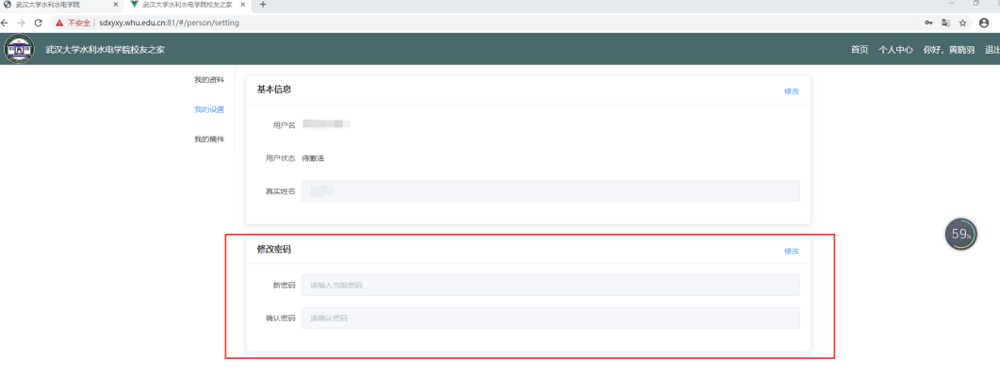 武汉大学水利水电学院 × 武汉大学水利水电学院校友之家 × +
不安全 | sdxyxy.whu.edu.cn:81/#/person/setting
武汉大学水利水电学院校友之家 首页 个人中心 你好, 黄晓羽 退出
我的资料
我的设置
我的稿件
基本信息 修改
用户名
用户状态 待激活
真实姓名
修改密码 修改
新密码 请输入当前密码
确认密码 请确认密码
59%